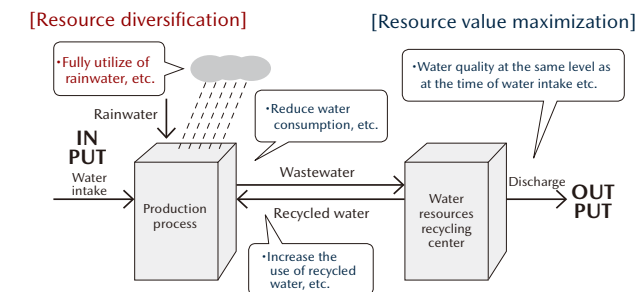 [Resource diversification]
[Resource value maximization]
・Fully utilize of
rainwater, etc.
・Water quality at the same level as
at the time of water intake etc.
Rainwater
・Reduce water
consumption, etc.
IN
PUT
Water
intake
Production
process
Wastewater
Recycled water
Water
resources
recycling
center
Discharge
OUT
PUT
・Increase the
use of recycled
water, etc.